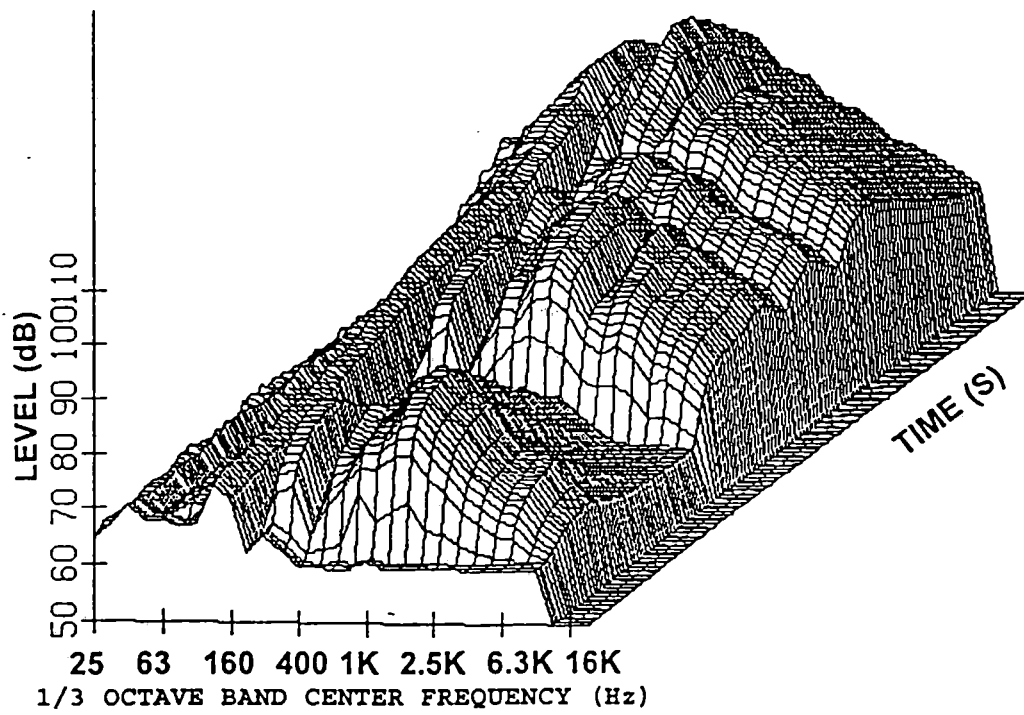 LEVEL (dB)
110
100
90
80
70
60
50
25 63 160 400 1K 2.5K 6.3K 16K
1/3 OCTAVE BAND CENTER FREQUENCY (Hz)
TIME (S)